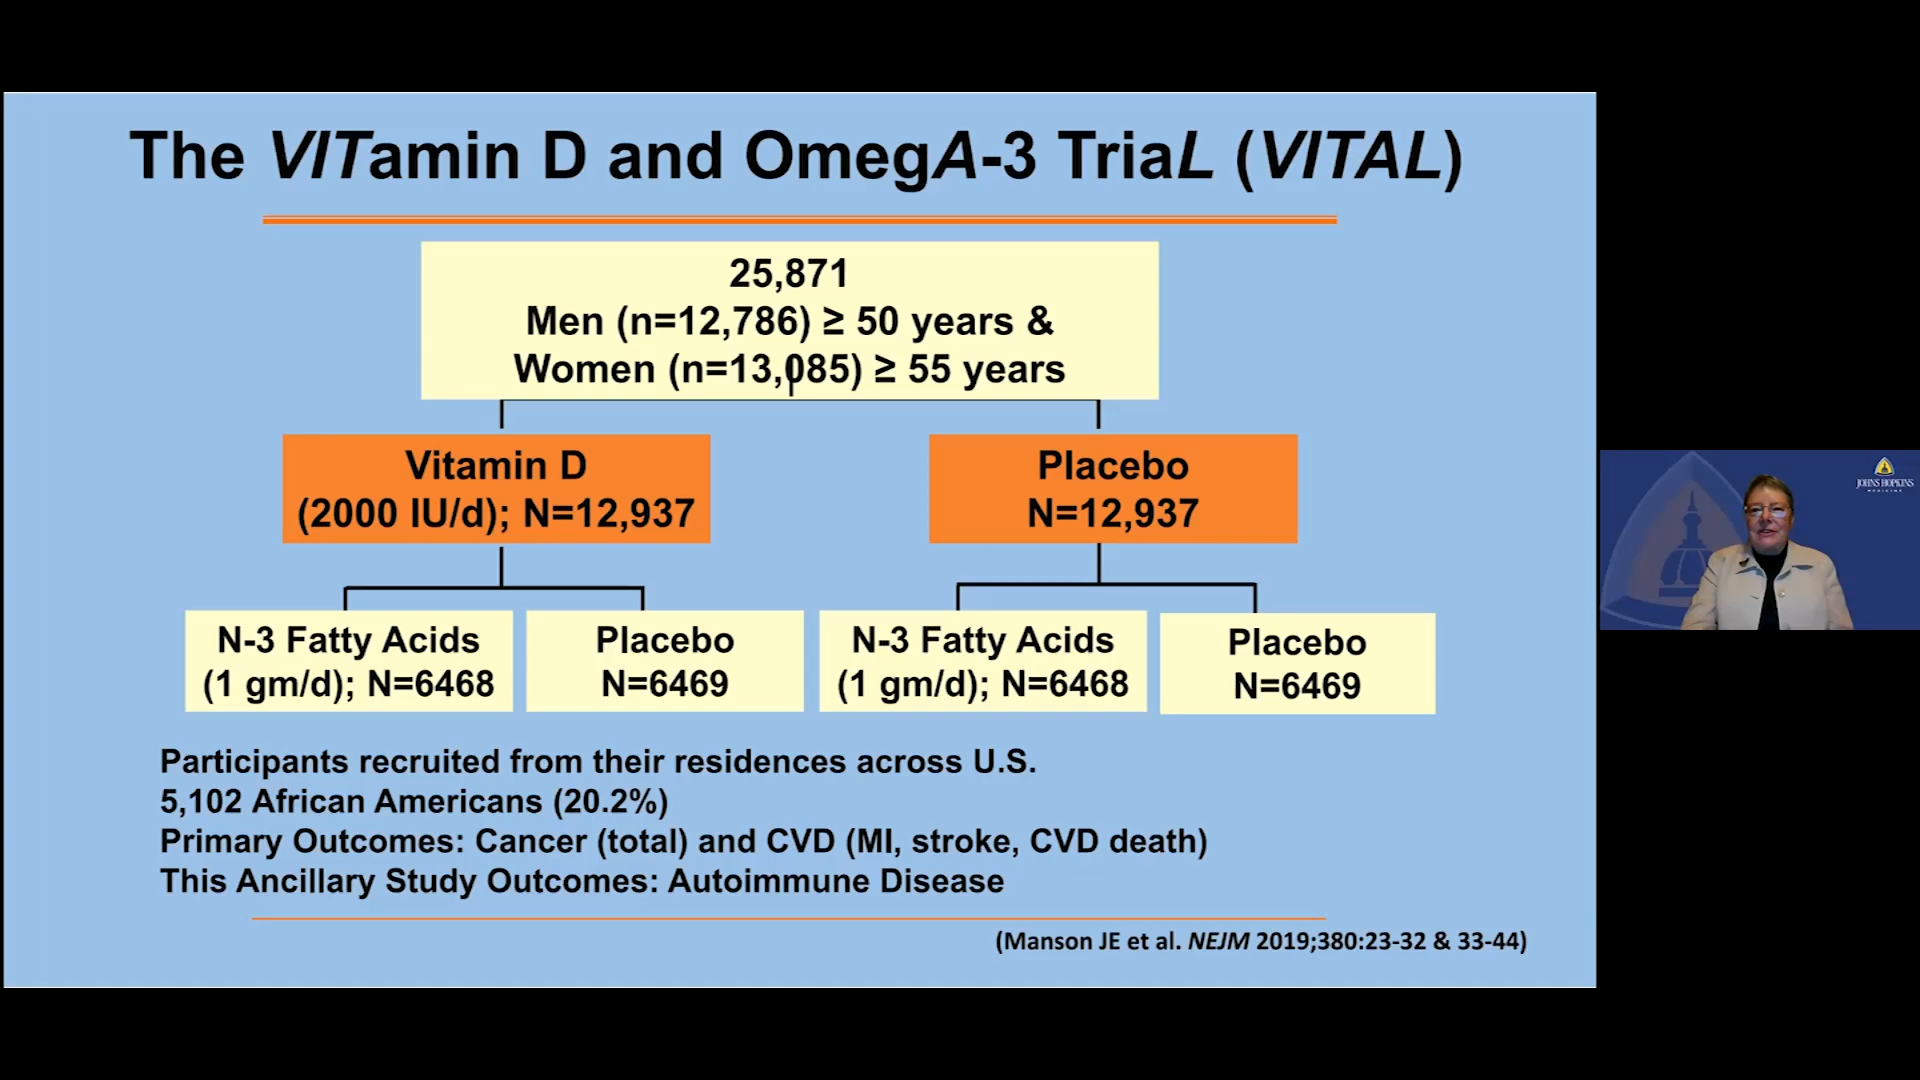 The VITamin D and OmegA-3 TriaL (VITAL)
25,871
Men (n=12,786) ≥ 50 years &
Women (n=13,085) ≥ 55 years
Vitamin D
(2000 IU/d); N=12,937
Placebo
N=12,937
N-3 Fatty Acids
(1 gm/d); N=6468
Placebo
N=6469
N-3 Fatty Acids
(1 gm/d); N=6468
Placebo
N=6469
Participants recruited from their residences across U.S.
5,102 African Americans (20.2%)
Primary Outcomes: Cancer (total) and CVD (MI, stroke, CVD death)
This Ancillary Study Outcomes: Autoimmune Disease
(Manson JE et al. NEJM 2019;380:23-32 & 33-44)
JOHNS HOPKINS
MEDICINE